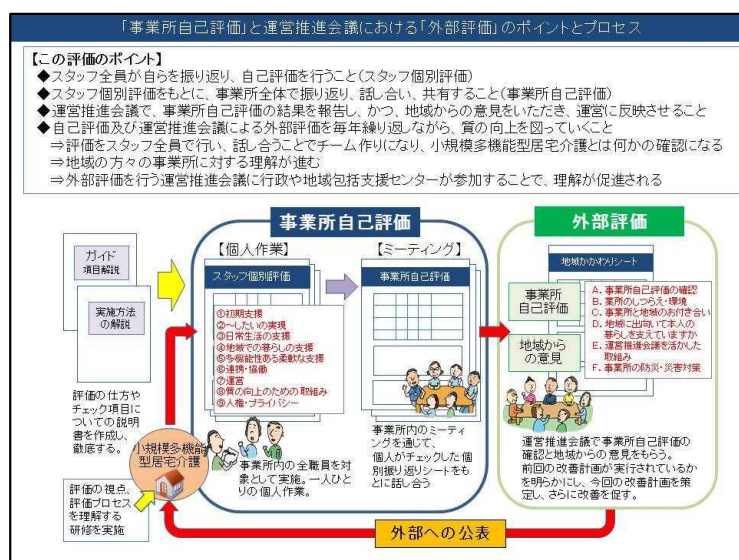 「事業所自己評価」と運営推進会議における「外部評価」のポイントとプロセス
【この評価のポイント】
◆スタッフ全員が自らを振り返り、自己評価を行うこと(スタッフ個別評価)
◆スタッフ個別評価をもとに、事業所全体で振り返り、話し合い、共有すること(事業所自己評価)
◆運営推進会議で、事業所自己評価の結果を報告し、かつ、地域からの意見をいただき、運営に反映させること
◆自己評価及び運営推進会議による外部評価を毎年繰り返しながら、質の向上を図っていくこと
⇒評価をスタッフ全員で行い、話し合うことでチーム作りになり、小規模多機能型居宅介護とは何かの確認になる
⇒地域の方々の事業所に対する理解が進む
⇒外部評価を行う運営推進会議に行政や地域包括支援センターが参加することで、理解が促進される
ガイド
項目解説
実施方法
の解説
評価の仕方や
チェック項目に
ついての説明
書を作成し、
徹底する。
小規模多機能
型居宅介護
評価の視点、
評価プロセス
を理解する
研修を実施
事業所自己評価
【個人作業】
スタッフ個別評価
①初期支援
②~したいの実現
③日常生活の支援
④地域での暮らしの支援
⑤多機能性ある柔軟な支援
⑥連携・協働
⑦運営
⑧質の向上のための取組み
⑨人権・プライバシー
事業所内の全職員を対
象として実施。一人ひと
りの個人作業。
【ミーティング】
事業所自己評価
事業所内のミーティ
ングを通じて、
個人がチェックした個
別振り返りシートをも
とに話し合う
外部評価
地域かかわりシート
事業所
自己評価
地域から
の意見
A. 事業所自己評価の確認
B. 業所のしつらえ・環境
C. 事業所と地域のお付き合い
D. 地域に出向いて本人の
暮らしを支えていますか
E. 運営推進会議を活かした
取組み
F. 事業所の防災・災害対策
運営推進会議で事業所自己評価の
確認と地域からの意見をもらう。
前回の改善計画が実行されているか
を明らかにし、今回の改善計画を策
定し、さらに改善を促す。
外部への公表